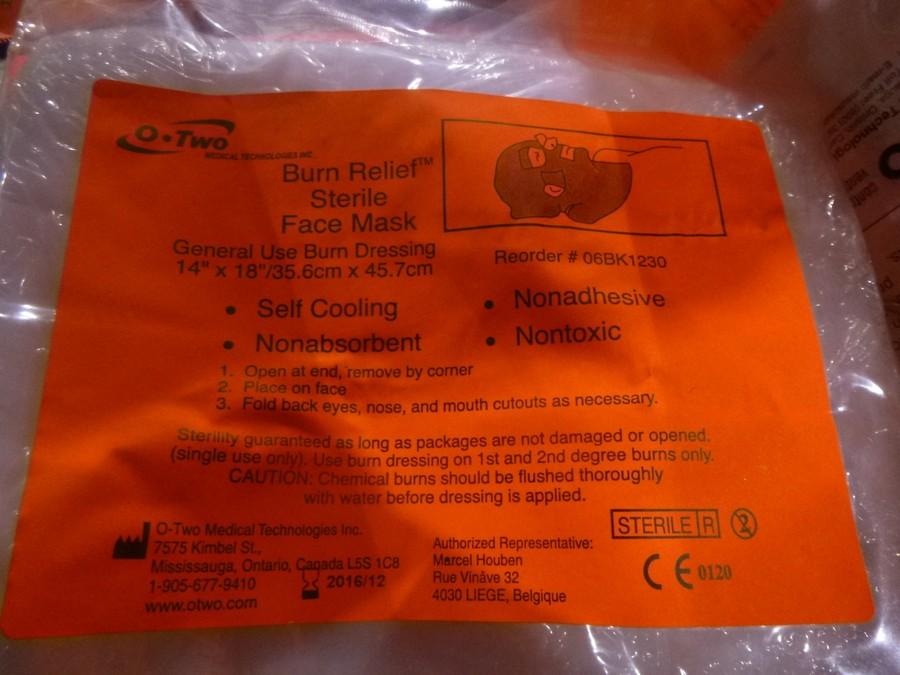 O•Two
MEDICAL TECHNOLOGIES INC.
Burn Relief™
Sterile
Face Mask
General Use Burn Dressing
14" x 18"/35.6cm x 45.7cm
Reorder # 06BK1230
• Self Cooling
• Nonadhesive
• Nonabsorbent
• Nontoxic
1. Open at end, remove by corner
2. Place on face
3. Fold back eyes, nose, and mouth cutouts as necessary.
Sterility guaranteed as long as packages are not damaged or opened.
(single use only). Use burn dressing on 1st and 2nd degree burns only.
CAUTION: Chemical burns should be flushed thoroughly
with water before dressing is applied.
O-Two Medical Technologies Inc.
7575 Kimbel St.,
Mississauga, Ontario, Canada L5S 1C8
1-905-677-9410
www.otwo.com
2016/12
Authorized Representative:
Marcel Houben
Rue Vinâve 32
4030 LIEGE, Belgique
STERILE R
2
CE 0120